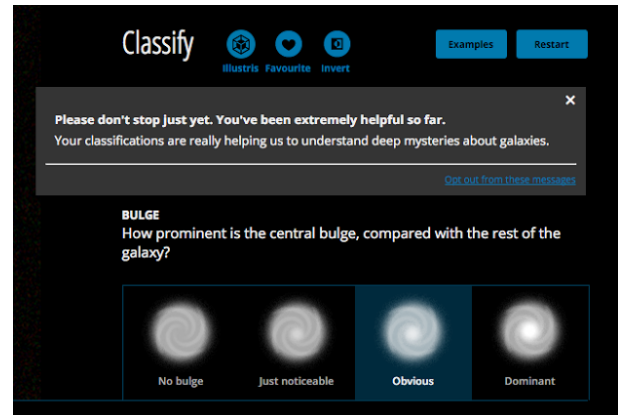 Classify
Examples
Restart
Illustris Favourite Invert
Please don't stop just yet. You've been extremely helpful so far.
Your classifications are really helping us to understand deep mysteries about galaxies.
Opt out from these messages
BULGE
How prominent is the central bulge, compared with the rest of the
galaxy?
No bulge
Just noticeable
Obvious
Dominant